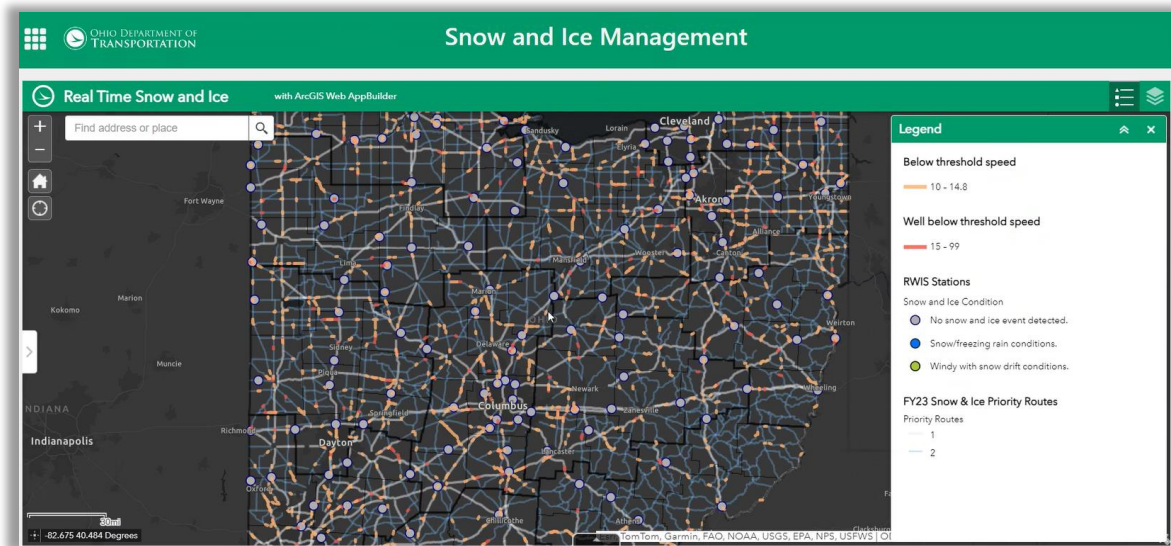 OHIO DEPARTMENT OF
TRANSPORTATION
Snow and Ice Management
Real Time Snow and Ice
with ArcGIS Web AppBuilder
+
Find address or place
−
Legend
Below threshold speed
10 - 14.8
Well below threshold speed
15 - 99
RWIS Stations
Snow and Ice Condition
No snow and ice event detected.
Snow/freezing rain conditions.
Windy with snow drift conditions.
FY23 Snow & Ice Priority Routes
Priority Routes
1
2
Cleveland
Sandusky
Lorain
Elyria
Fort Wayne
Akron
Youngstown
Findlay
Alliance
Wooster
Canton
Mansfield
Lima
Marion
Marion
Kokomo
Weirton
Sidney
Delaware
Muncie
Piqua
Newark
Wheeling
Columbus
Zanesville
Springfield
INDIANA
Richmond
Indianapolis
Dayton
Lancaster
Oxford
Chillicothe
Athens
Clarksburg
30mi
-82.675 40.484 Degrees
Esri, TomTom, Garmin, FAO, NOAA, USGS, EPA, NPS, USFWS |